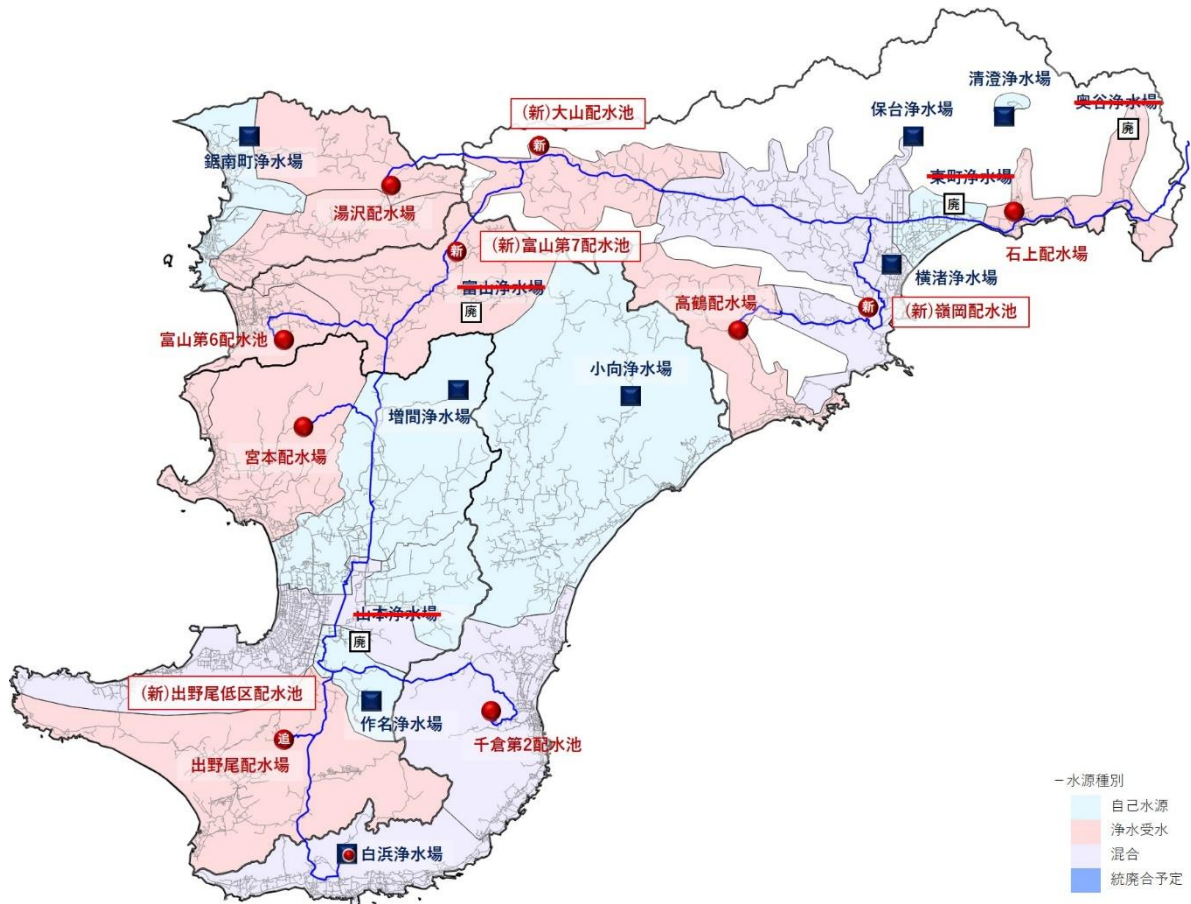 清澄浄水場
奥谷浄水場
保台浄水場
(新)大山配水池
新
廃
鋸南町浄水場
東町浄水場
湯沢配水場
廃
石上配水場
新
(新)富山第7配水池
横渚浄水場
富山浄水場
高鶴配水場
新
(新)嶺岡配水池
廃
富山第6配水池
小向浄水場
増間浄水場
宮本配水場
山本浄水場
廃
(新)出野尾低区配水池
作名浄水場
追
千倉第2配水池
出野尾配水場
白浜浄水場
水源種別
自己水源
浄水受水
混合
統廃合予定